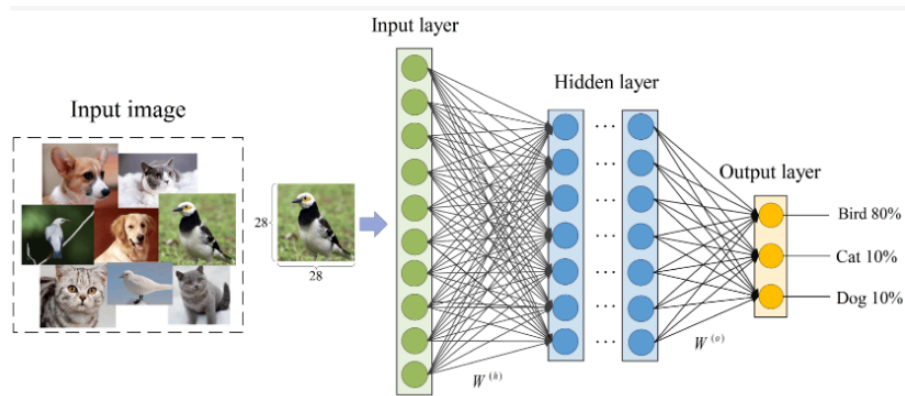 Input image
28
28
Input layer
W(h)
Hidden layer
...
...
W(o)
Output layer
Bird 80%
Cat 10%
Dog 10%